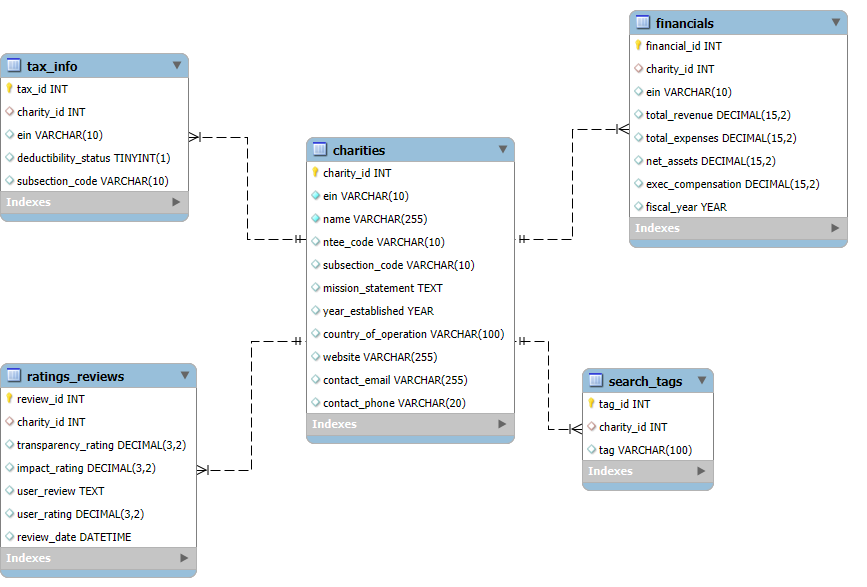 tax_info
tax_id INT
charity_id INT
ein VARCHAR(10)
deductibility_status TINYINT(1)
subsection_code VARCHAR(10)
Indexes
ratings_reviews
review_id INT
charity_id INT
transparency_rating DECIMAL(3,2)
impact_rating DECIMAL(3,2)
user_review TEXT
user_rating DECIMAL(3,2)
review_date DATETIME
Indexes
charities
charity_id INT
ein VARCHAR(10)
name VARCHAR(255)
ntee_code VARCHAR(10)
subsection_code VARCHAR(10)
mission_statement TEXT
year_established YEAR
country_of_operation VARCHAR(100)
website VARCHAR(255)
contact_email VARCHAR(255)
contact_phone VARCHAR(20)
Indexes
financials
financial_id INT
charity_id INT
ein VARCHAR(10)
total_revenue DECIMAL(15,2)
total_expenses DECIMAL(15,2)
net_assets DECIMAL(15,2)
exec_compensation DECIMAL(15,2)
fiscal_year YEAR
Indexes
search_tags
tag_id INT
charity_id INT
tag VARCHAR(100)
Indexes